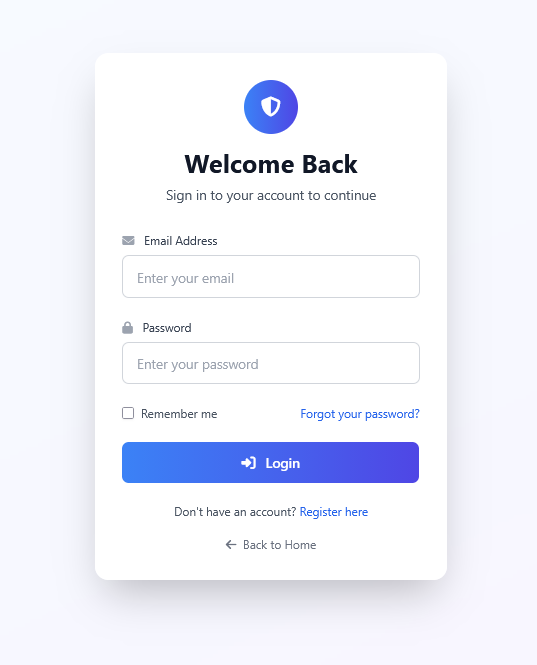 Welcome Back
Sign in to your account to continue
Email Address
Enter your email
Password
Enter your password
Remember me Forgot your password?
Login
Don't have an account? Register here
Back to Home